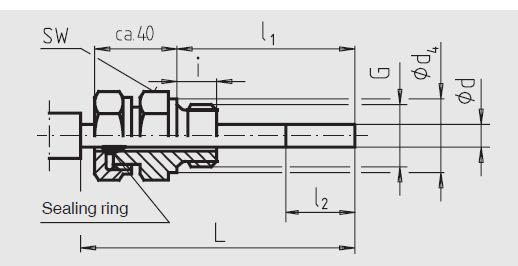 SW
ca. 40
l₁
i
G
ϕd₄
ϕd
Sealing ring
l₂
L